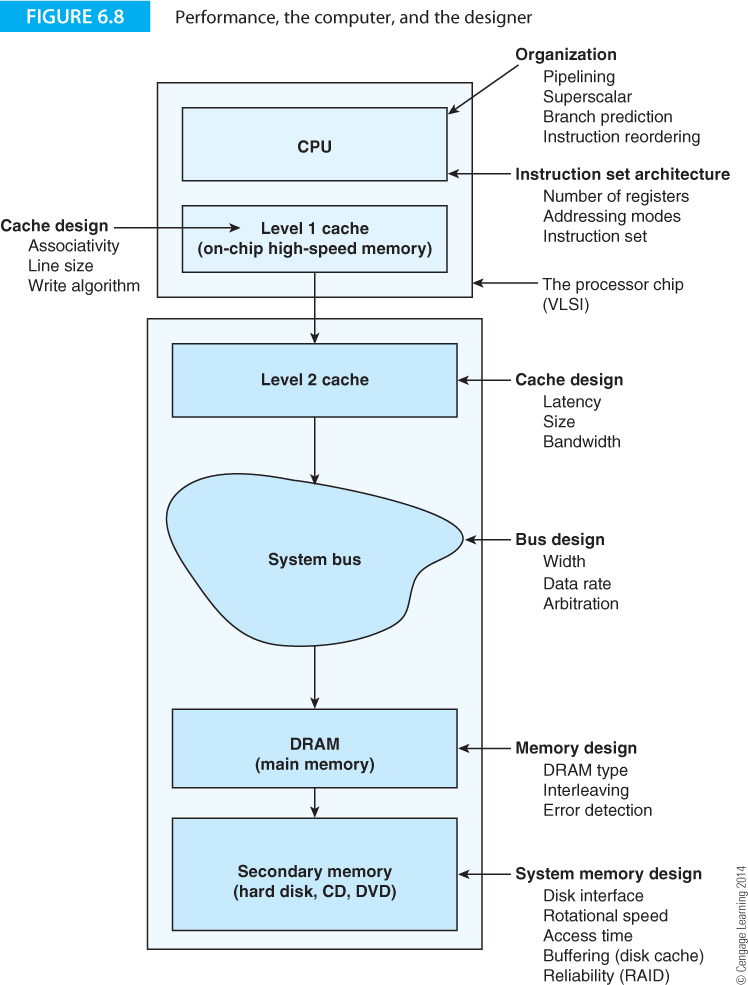 FIGURE 6.8 Performance, the computer, and the designer
Organization
Pipelining
Superscalar
Branch prediction
Instruction reordering
CPU
Instruction set architecture
Number of registers
Addressing modes
Instruction set
Cache design
Associativity
Line size
Write algorithm
Level 1 cache
(on-chip high-speed memory)
The processor chip
(VLSI)
Level 2 cache
Cache design
Latency
Size
Bandwidth
System bus
Bus design
Width
Data rate
Arbitration
DRAM
(main memory)
Memory design
DRAM type
Interleaving
Error detection
Secondary memory
(hard disk, CD, DVD)
System memory design
Disk interface
Rotational speed
Access time
Buffering (disk cache)
Reliability (RAID)
© Cengage Learning 2014